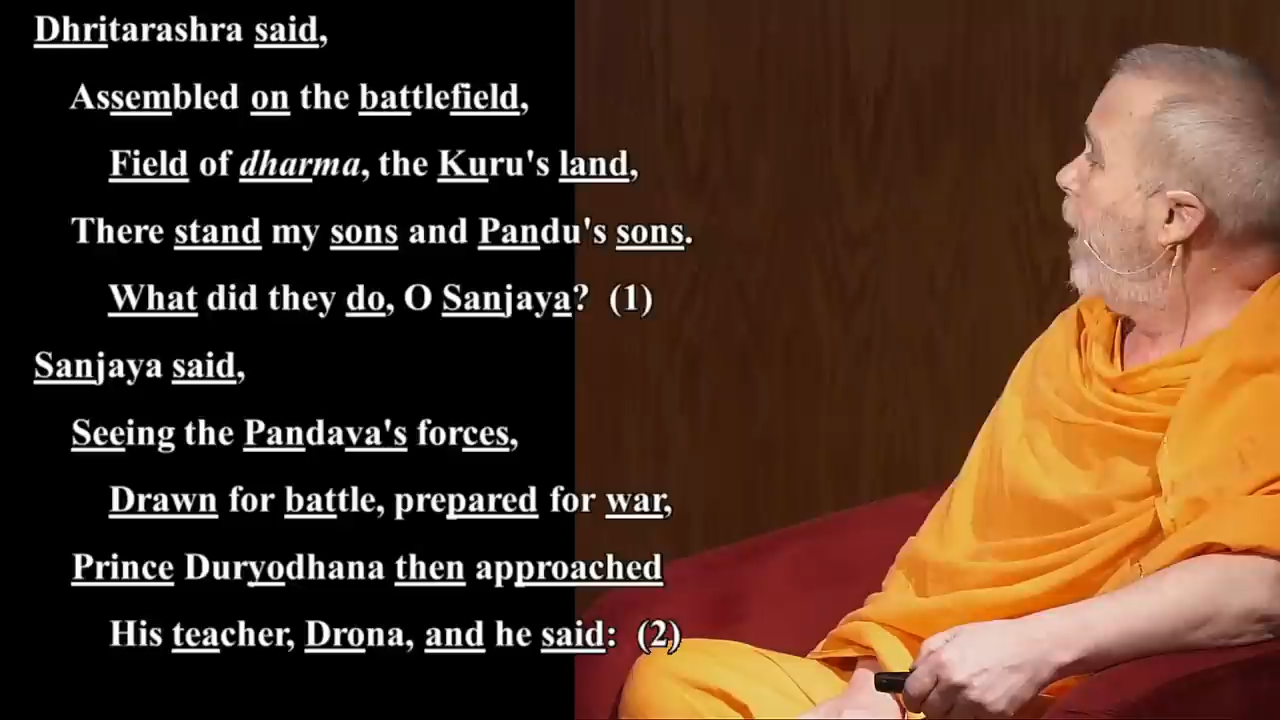 Dhritarashra said,
Assembled on the battlefield,
Field of dharma, the Kuru's land,
There stand my sons and Pandu's sons.
What did they do, O Sanjaya? (1)
Sanjaya said,
Seeing the Pandava's forces,
Drawn for battle, prepared for war,
Prince Duryodhana then approached
His teacher, Drona, and he said: (2)